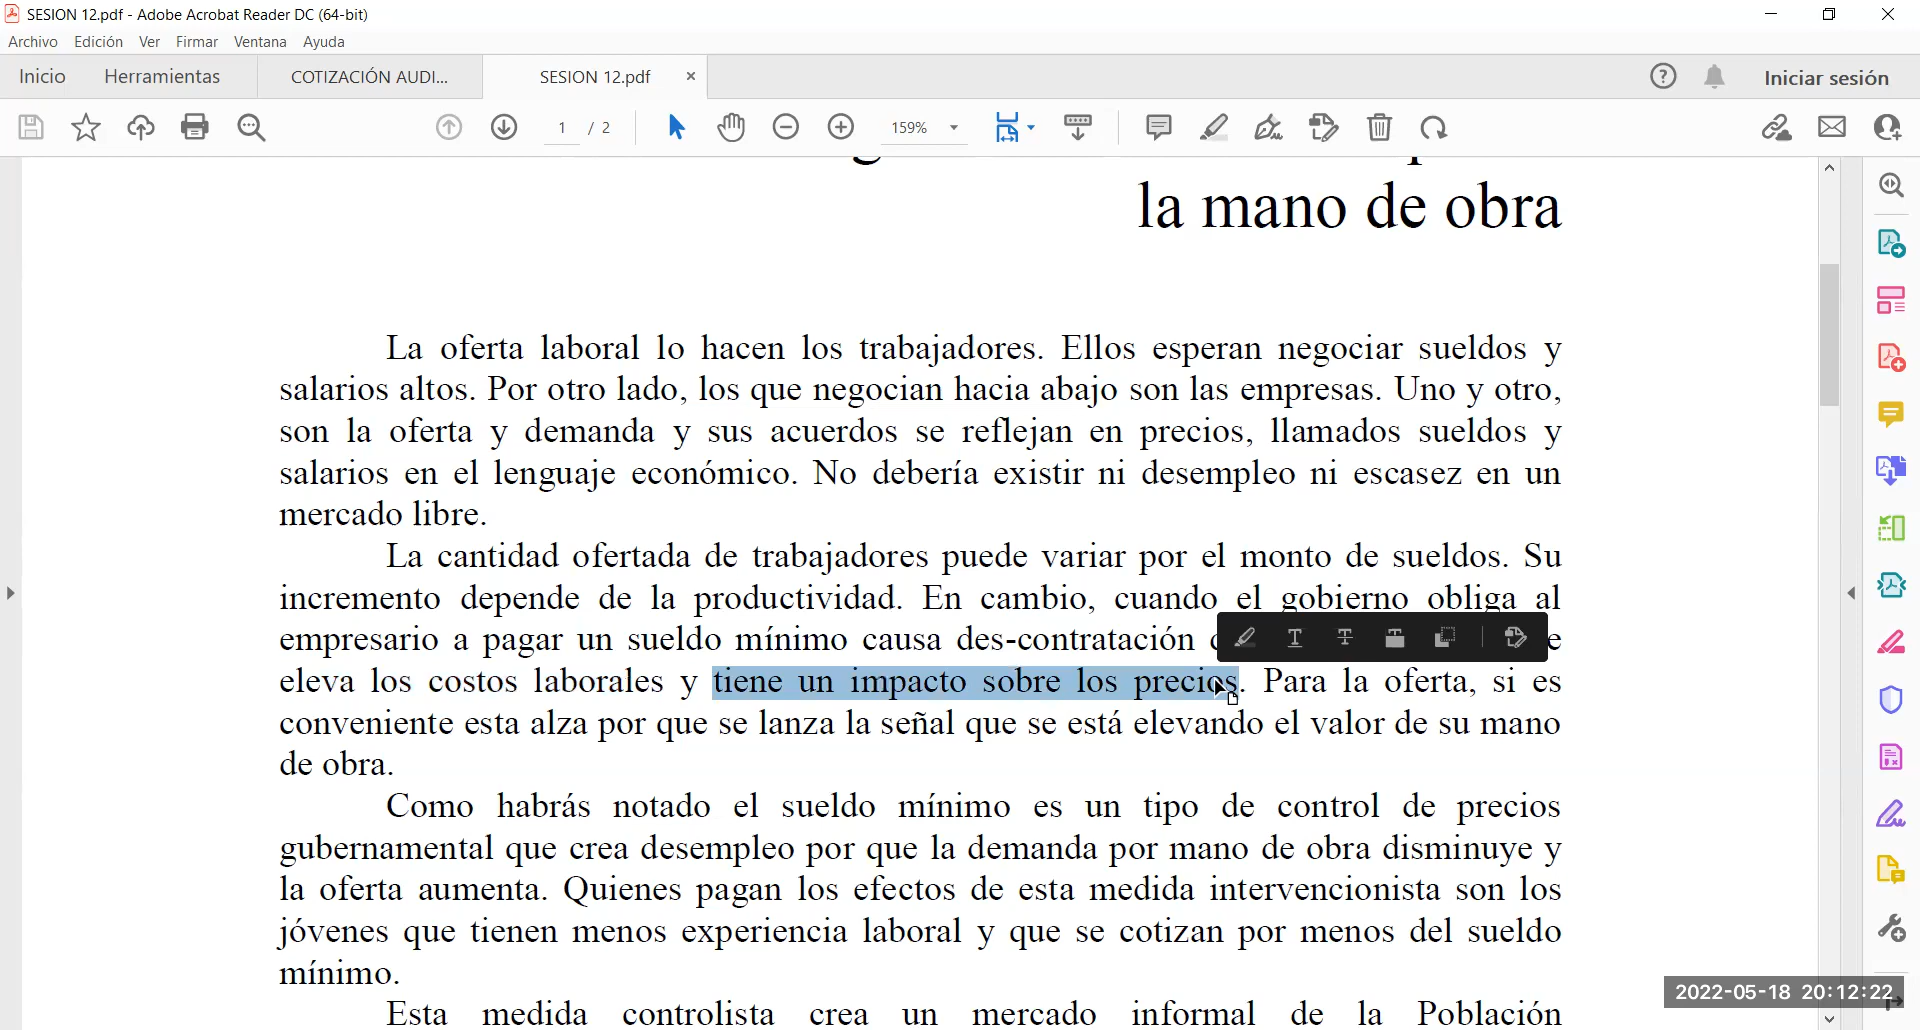 SESION 12.pdf - Adobe Acrobat Reader DC (64-bit)
Archivo Edición Ver Firmar Ventana Ayuda
Inicio Herramientas COTIZACIÓN AUDI... SESION 12.pdf Iniciar sesión
1 / 2 159%
la mano de obra
La oferta laboral lo hacen los trabajadores. Ellos esperan negociar sueldos y
salarios altos. Por otro lado, los que negocian hacia abajo son las empresas. Uno y otro,
son la oferta y demanda y sus acuerdos se reflejan en precios, llamados sueldos y
salarios en el lenguaje económico. No debería existir ni desempleo ni escasez en un
mercado libre.
La cantidad ofertada de trabajadores puede variar por el monto de sueldos. Su
incremento depende de la productividad. En cambio, cuando el gobierno obliga al
empresario a pagar un sueldo mínimo causa des-contratación
eleva los costos laborales y tiene un impacto sobre los precios. Para la oferta, si es
conveniente esta alza por que se lanza la señal que se está elevando el valor de su mano
de obra.
Como habrás notado el sueldo mínimo es un tipo de control de precios
gubernamental que crea desempleo por que la demanda por mano de obra disminuye y
la oferta aumenta. Quienes pagan los efectos de esta medida intervencionista son los
jóvenes que tienen menos experiencia laboral y que se cotizan por menos del sueldo
mínimo.
Esta medida controlista crea un mercado informal de la Población
2022-05-18 20:12:22